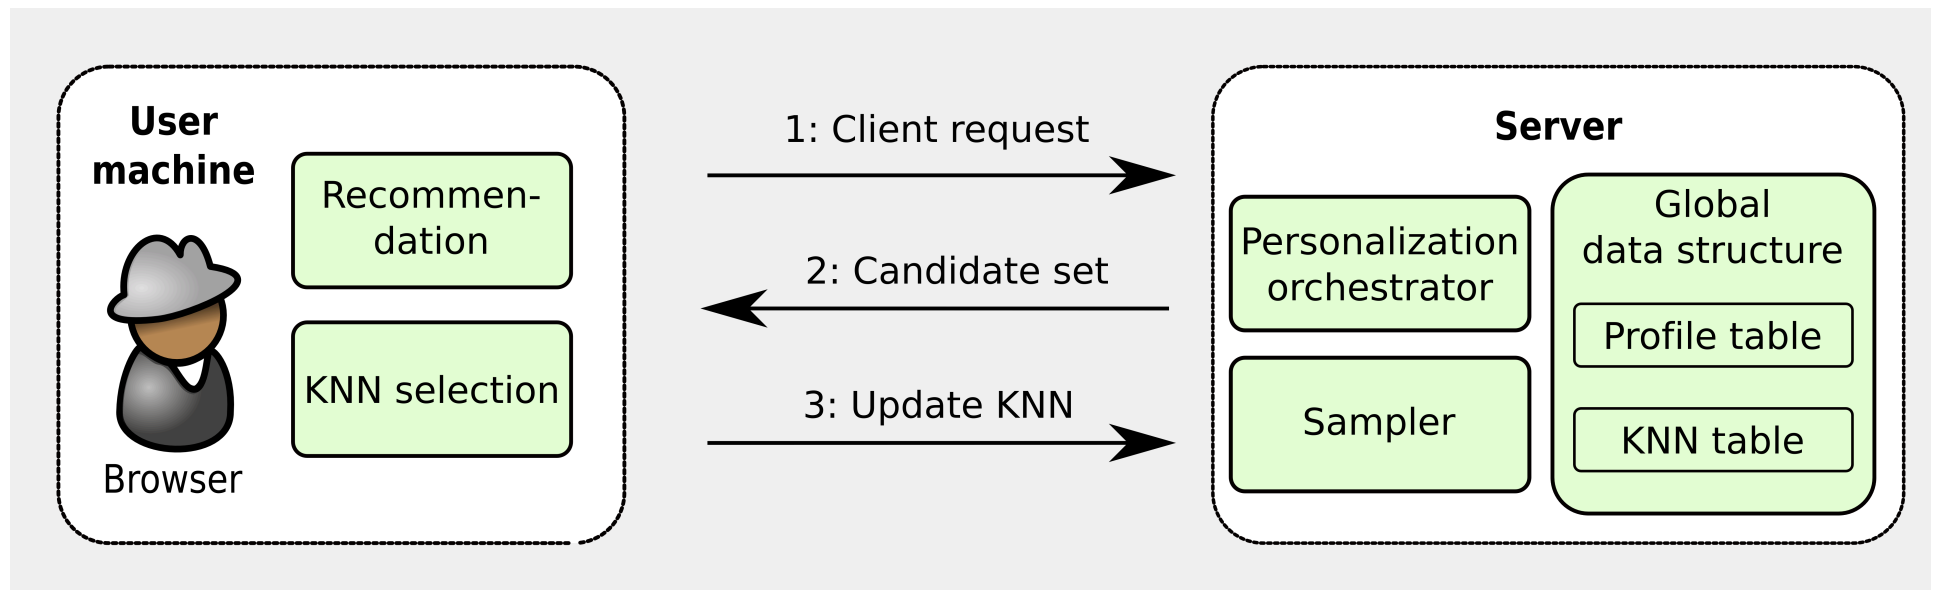 User
machine
Recommen-
dation
KNN selection
Browser
1: Client request
2: Candidate set
3: Update KNN
Server
Personalization
orchestrator
Sampler
Global
data structure
Profile table
KNN table